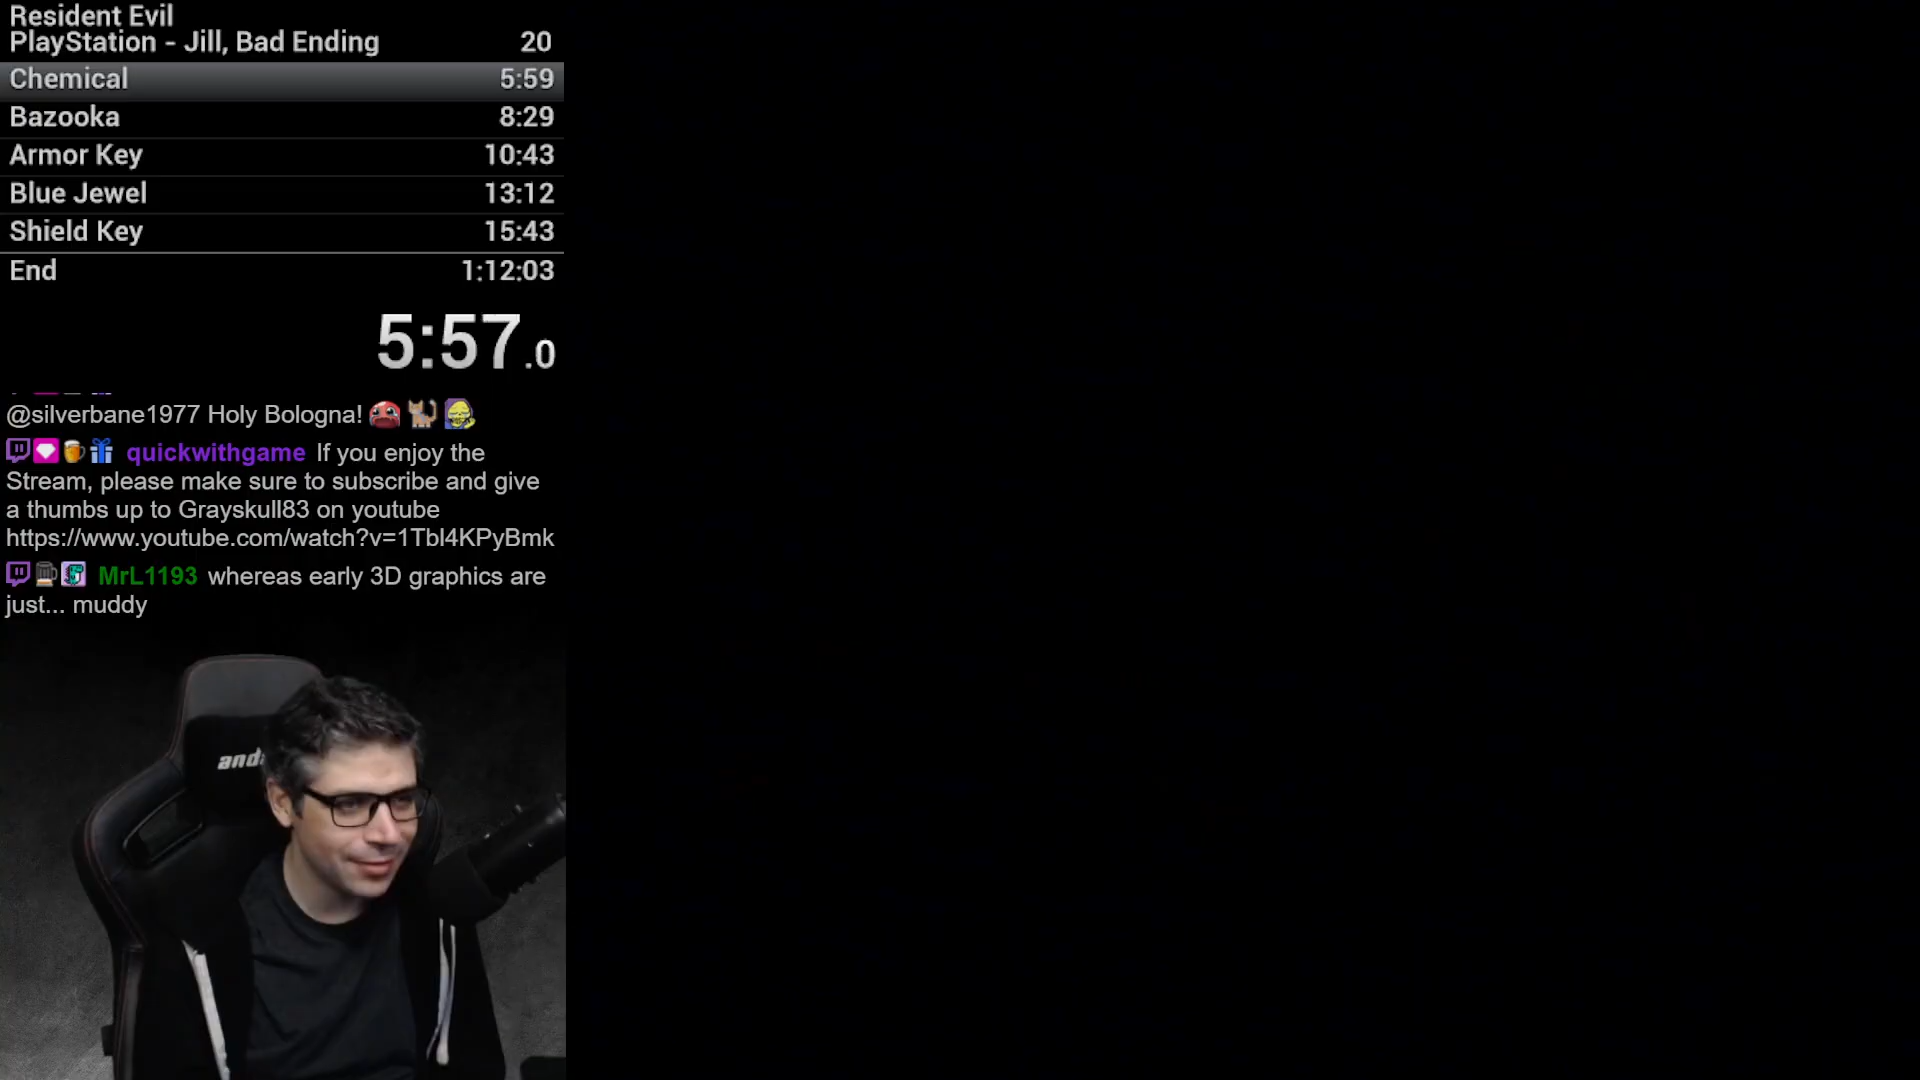 Resident Evil
PlayStation - Jill, Bad Ending 20
Chemical 5:59
Bazooka 8:29
Armor Key 10:43
Blue Jewel 13:12
Shield Key 15:43
End 1:12:03
5:57.0
@silverbane1977 Holy Bologna!
quickwithgame If you enjoy the
Stream, please make sure to subscribe and give
a thumbs up to Grayskull83 on youtube
https://www.youtube.com/watch?v=1Tbl4KPyBmk
MrL1193 whereas early 3D graphics are
just... muddy